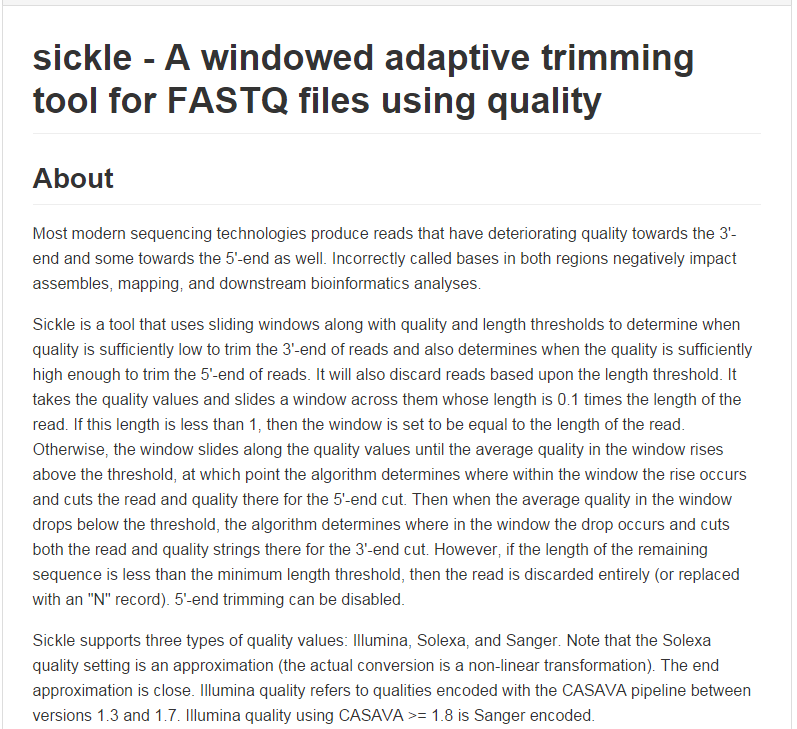 sickle - A windowed adaptive trimming
tool for FASTQ files using quality
About
Most modern sequencing technologies produce reads that have deteriorating quality towards the 3'-
end and some towards the 5'-end as well. Incorrectly called bases in both regions negatively impact
assembles, mapping, and downstream bioinformatics analyses.
Sickle is a tool that uses sliding windows along with quality and length thresholds to determine when
quality is sufficiently low to trim the 3'-end of reads and also determines when the quality is sufficiently
high enough to trim the 5'-end of reads. It will also discard reads based upon the length threshold. It
takes the quality values and slides a window across them whose length is 0.1 times the length of the
read. If this length is less than 1, then the window is set to be equal to the length of the read.
Otherwise, the window slides along the quality values until the average quality in the window rises
above the threshold, at which point the algorithm determines where within the window the rise occurs
and cuts the read and quality there for the 5'-end cut. Then when the average quality in the window
drops below the threshold, the algorithm determines where in the window the drop occurs and cuts
both the read and quality strings there for the 3'-end cut. However, if the length of the remaining
sequence is less than the minimum length threshold, then the read is discarded entirely (or replaced
with an "N" record). 5'-end trimming can be disabled.
Sickle supports three types of quality values: Illumina, Solexa, and Sanger. Note that the Solexa
quality setting is an approximation (the actual conversion is a non-linear transformation). The end
approximation is close. Illumina quality refers to qualities encoded with the CASAVA pipeline between
versions 1.3 and 1.7. Illumina quality using CASAVA >= 1.8 is Sanger encoded.